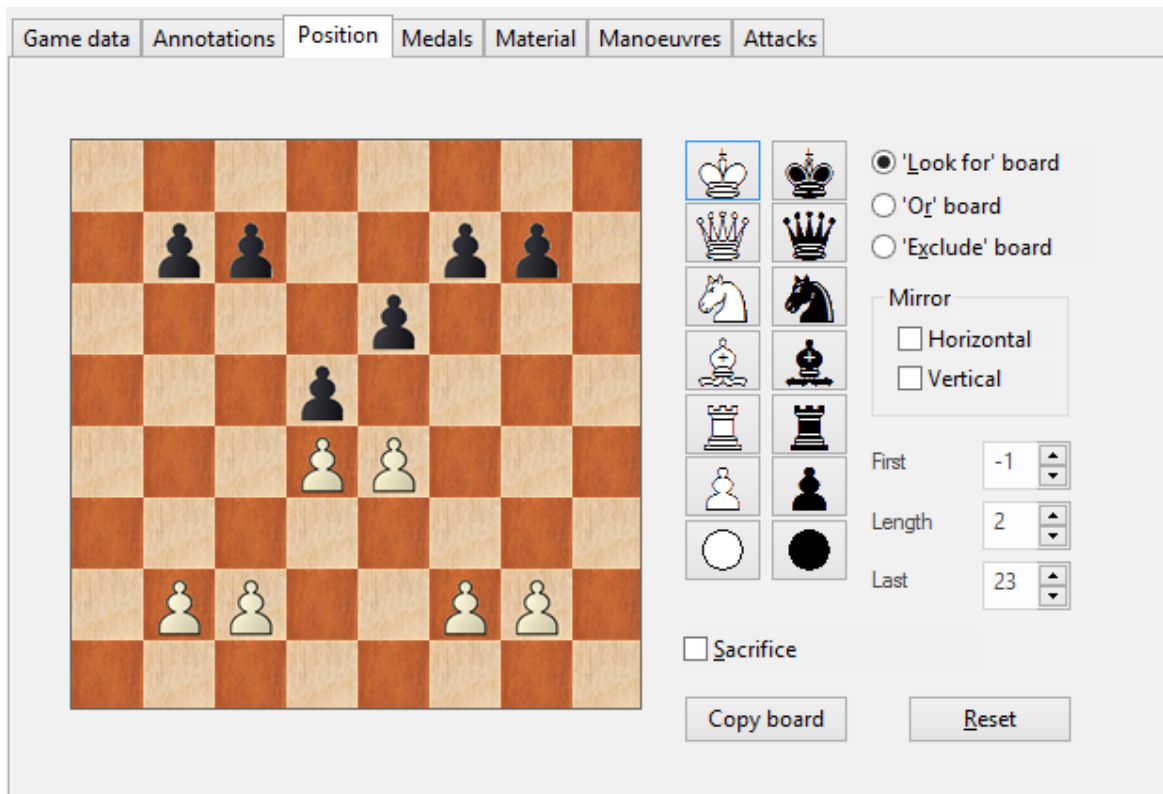 Game data Annotations Position Medals Material Manoeuvres Attacks
'Look for' board
'Or' board
'Exclude' board
Mirror
Horizontal
Vertical
First -1
Length 2
Last 23
Sacrifice
Copy board Reset